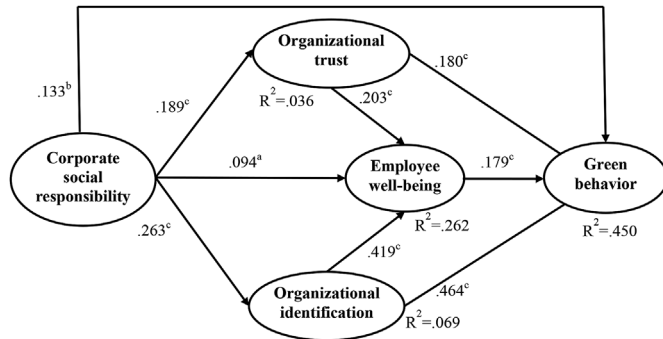 Organizational
trust
.180ᶜ
.133ᵇ
.189ᶜ
R²=.036
.203ᶜ
Corporate
social
responsibility
.094ᵃ
Employee
well-being
.179ᶜ
Green
behavior
.263ᶜ
R²=.262
R²=.450
.419ᶜ
Organizational
identification
.464ᶜ
R²=.069